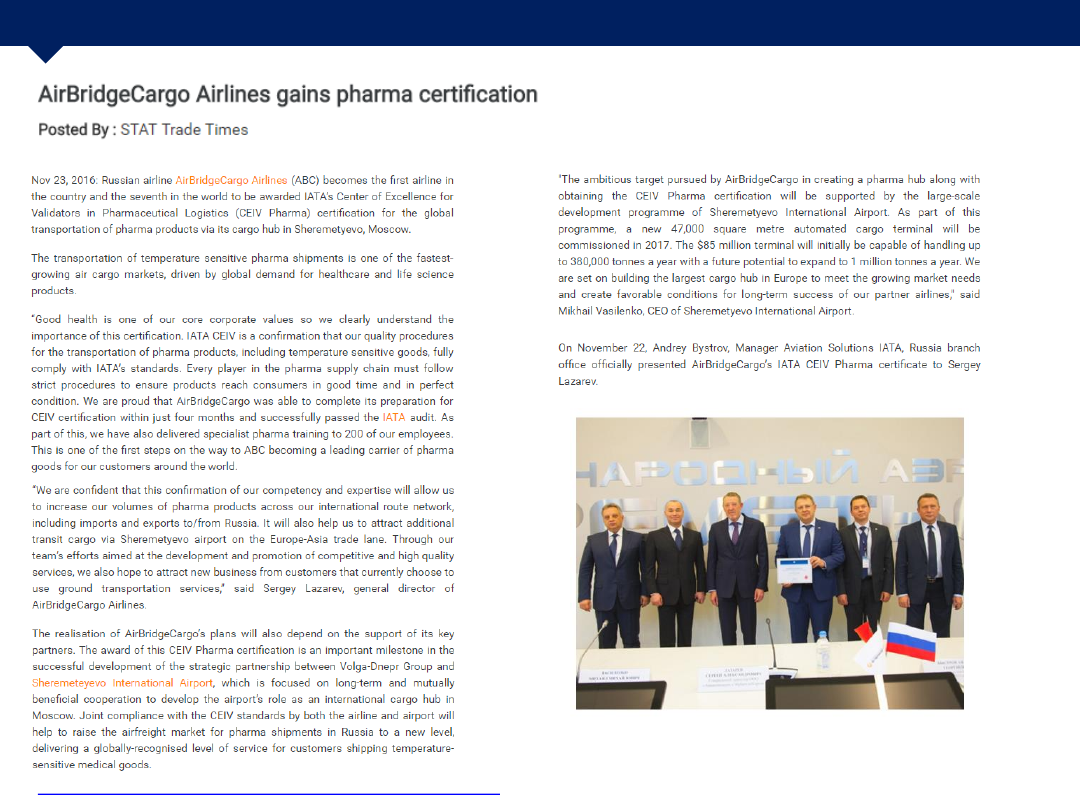 AirBridgeCargo Airlines gains pharma certification
Posted By : STAT Trade Times
Nov 23, 2016: Russian airline AirBridgeCargo Airlines (ABC) becomes the first airline in
the country and the seventh in the world to be awarded IATA's Center of Excellence for
Validators in Pharmaceutical Logistics (CEIV Pharma) certification for the global
transportation of pharma products via its cargo hub in Sheremetyevo, Moscow.
The transportation of temperature sensitive pharma shipments is one of the fastest-
growing air cargo markets, driven by global demand for healthcare and life science
products.
“Good health is one of our core corporate values so we clearly understand the
importance of this certification. IATA CEIV is a confirmation that our quality procedures
for the transportation of pharma products, including temperature sensitive goods, fully
comply with IATA's standards. Every player in the pharma supply chain must follow
strict procedures to ensure products reach consumers in good time and in perfect
condition. We are proud that AirBridgeCargo was able to complete its preparation for
CEIV certification within just four months and successfully passed the IATA audit. As
part of this, we have also delivered specialist pharma training to 200 of our employees.
This is one of the first steps on the way to ABC becoming a leading carrier of pharma
goods for our customers around the world.
“We are confident that this confirmation of our competency and expertise will allow us
to increase our volumes of pharma products across our international route network,
including imports and exports to/from Russia. It will also help us to attract additional
transit cargo via Sheremetyevo airport on the Europe-Asia trade lane. Through our
team's efforts aimed at the development and promotion of competitive and high quality
services, we also hope to attract new business from customers that currently choose to
use ground transportation services,” said Sergey Lazarev, general director of
AirBridgeCargo Airlines.
The realisation of AirBridgeCargo's plans will also depend on the support of its key
partners. The award of this CEIV Pharma certification is an important milestone in the
successful development of the strategic partnership between Volga-Dnepr Group and
Sheremeteyevo International Airport, which is focused on long-term and mutually
beneficial cooperation to develop the airport's role as an international cargo hub in
Moscow. Joint compliance with the CEIV standards by both the airline and airport will
help to raise the airfreight market for pharma shipments in Russia to a new level,
delivering a globally-recognised level of service for customers shipping temperature-
sensitive medical goods.
"The ambitious target pursued by AirBridgeCargo in creating a pharma hub along with
obtaining the CEIV Pharma certification will be supported by the large-scale
development programme of Sheremetyevo International Airport. As part of this
programme, a new 47,000 square metre automated cargo terminal will be
commissioned in 2017. The $85 million terminal will initially be capable of handling up
to 380,000 tonnes a year with a future potential to expand to 1 million tonnes a year. We
are set on building the largest cargo hub in Europe to meet the growing market needs
and create favorable conditions for long-term success of our partner airlines," said
Mikhail Vasilenko, CEO of Sheremetyevo International Airport.
On November 22, Andrey Bystrov, Manager Aviation Solutions IATA, Russia branch
office officially presented AirBridgeCargo's IATA CEIV Pharma certificate to Sergey
Lazarev.
НАРОДНЫЙ АЭР